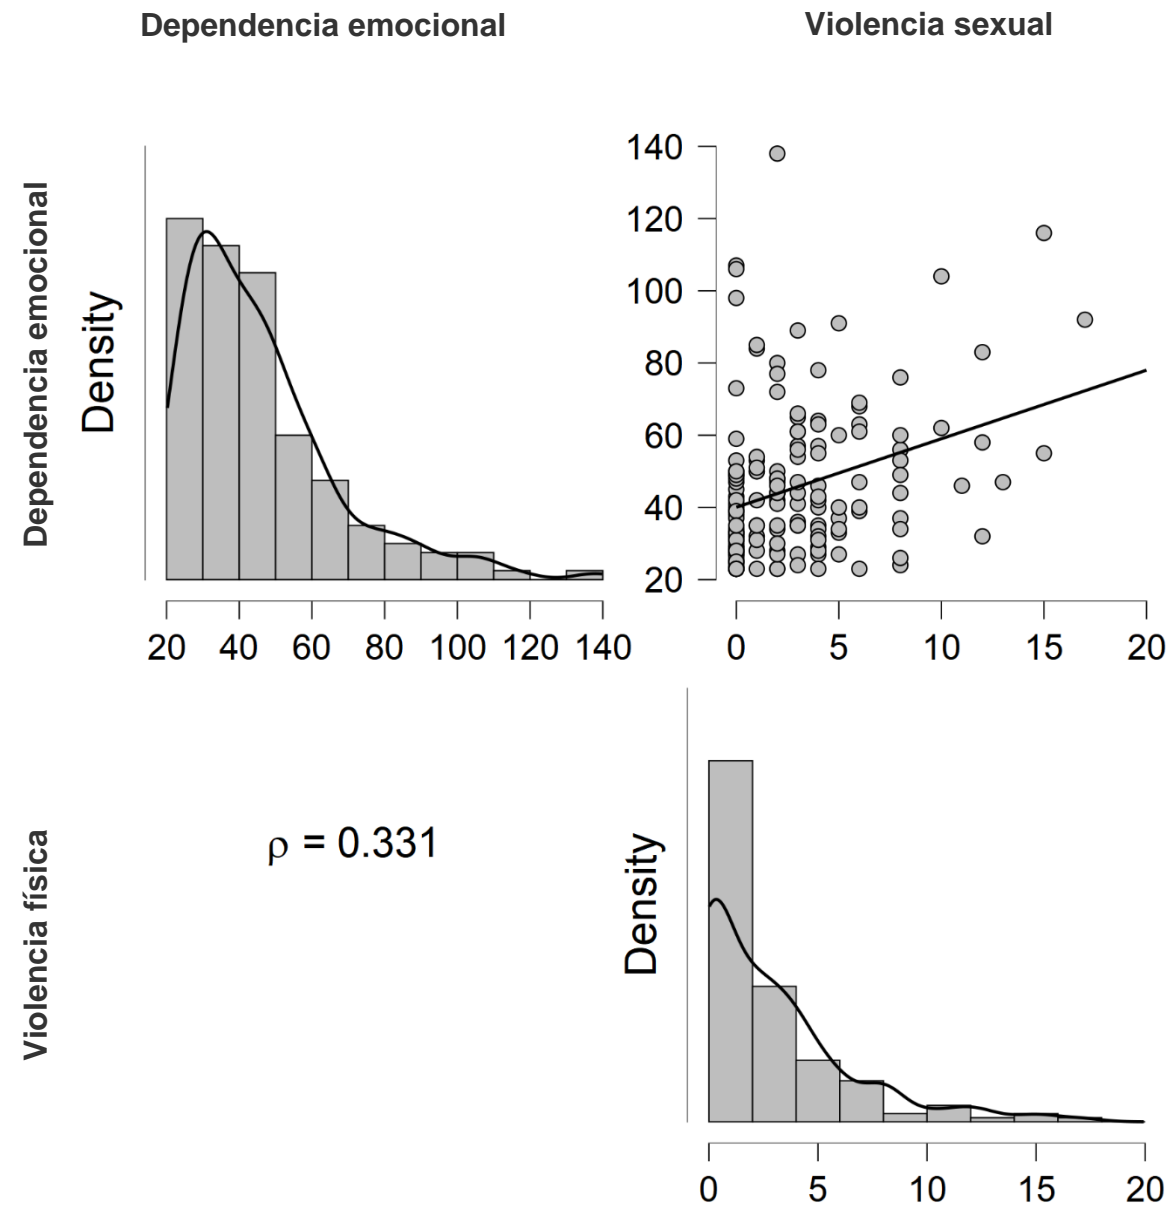 Dependencia emocional
Violencia sexual
Dependencia emocional
Density
20 40 60 80 100 120 140
140
120
100
80
60
40
20
0 5 10 15 20
Violencia física
ρ = 0.331
Density
0 5 10 15 20